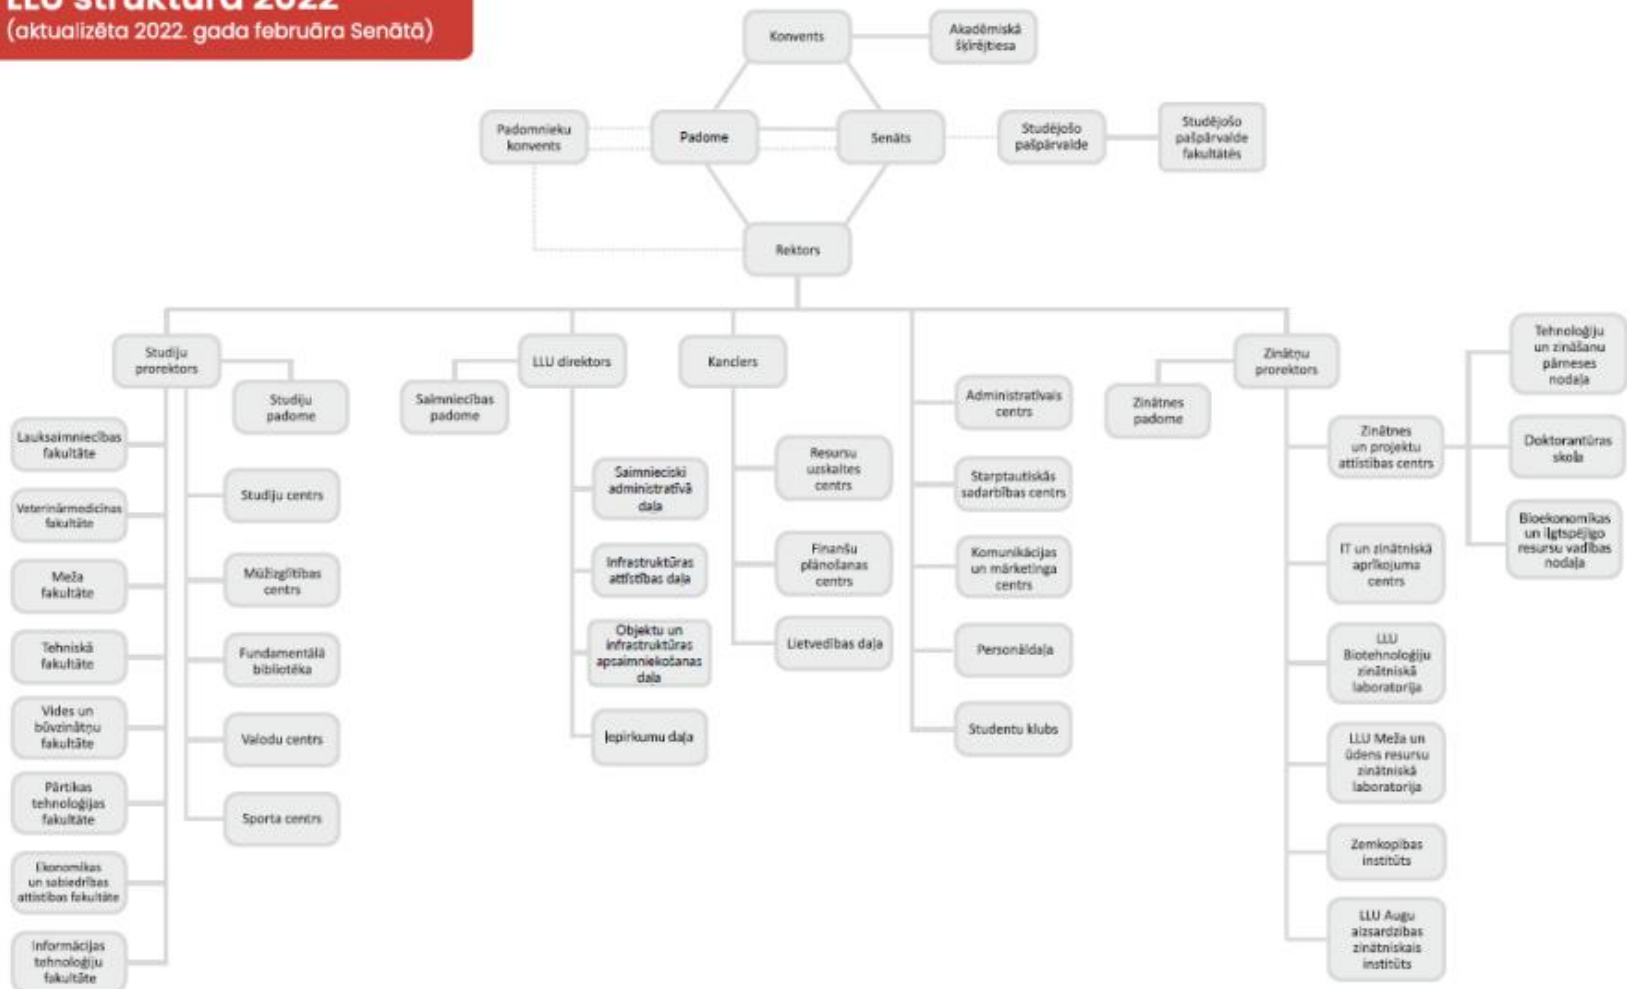 LLU struktūra 2022
(aktualizēta 2022. gada februāra Senātā)
Konvents
Akadēmiskā
šķīrējtiesa
Padomnieku
konvents
Padome
Senāts
Studējošo
pašpārvalde
Studējošo
pašpārvalde
fakultātēs
Rektors
Studiju
prorektors
Studiju
padome
LLU direktors
Saimniecības
padome
Kanclers
Zinātņu
prorektors
Zinātnes
padome
Lauksaimniecības
fakultāte
Veterinārmedicīnas
fakultāte
Meža
fakultāte
Tehniskā
fakultāte
Vides un
būvzinātņu
fakultāte
Pārtikas
tehnoloģijas
fakultāte
Ekonomikas
un sabiedrības
attīstības fakultāte
Informācijas
tehnoloģiju
fakultāte
Studiju centrs
Mūžizglītības
centrs
Fundamentālā
bibliotēka
Valodu centrs
Sporta centrs
Saimnieciski
administratīvā
daļa
Infrastruktūras
attīstības daļa
Objektu un
infrastruktūras
apsaimniekošanas
daļa
Iepirkumu daļa
Resursu
uzskaites
centrs
Finanšu
plānošanas
centrs
Lietvedības daļa
Administratīvais
centrs
Starptautiskās
sadarbības centrs
Komunikācijas
un mārketinga
centrs
Personāldaļa
Studentu klubs
Zinātnes
un projektu
attīstības centrs
IT un zinātniskā
aprīkojuma
centrs
LLU
Biotehnoloģiju
zinātniskā
laboratorija
LLU Meža un
ūdens resursu
zinātniskā
laboratorija
Zemkopības
institūts
LLU Augu
aizsardzības
zinātniskais
institūts
Tehnoloģiju
un zināšanu
pārneses
nodaļa
Doktorantūras
skola
Bioekonomikas
un ilgtspējīgo
resursu vadības
nodaļa